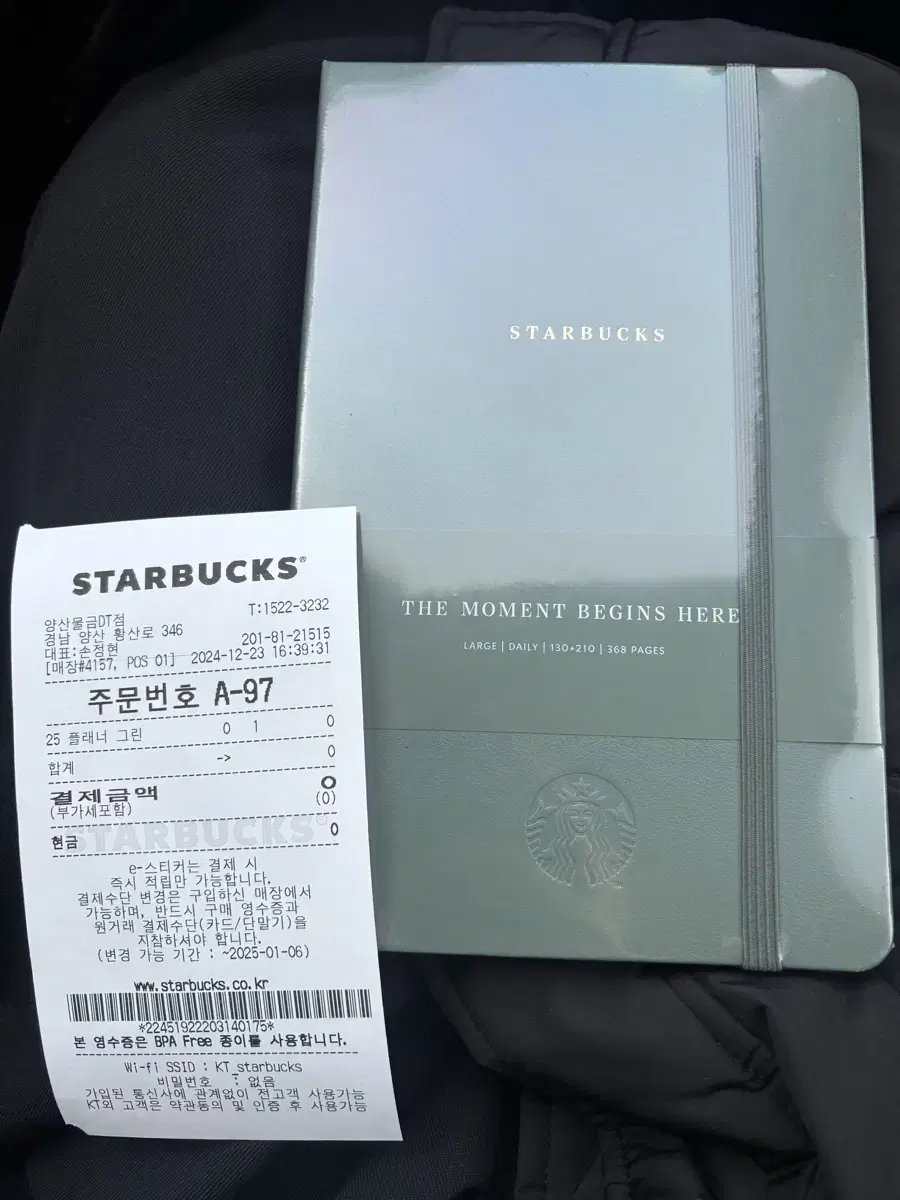 STARBUCKS
THE MOMENT BEGINS HERE
LARGE | DAILY | 130*210 | 368 PAGES
STARBUCKS®
양산물금DT점 T:1522-3232
경남 양산 황산로 346
대표:손정현 201-81-21515
[매장#4157, POS 01] 2024-12-23 16:39:31
주문번호 A-97
25 플래너 그린 0 1 0
합계 -> 0
결제금액 0
(부가세포함) (0)
STARBUCKS®
현금 0
e-스티커는 결제 시
즉시 적립만 가능합니다.
결제수단 변경은 구입하신 매장에서
가능하며, 반드시 구매 영수증과
원거래 결제수단(카드/단말기)을
지참하셔야 합니다.
(변경 가능 기간 : ~2025-01-06)
www.starbucks.co.kr
*22451922203140175*
본 영수증은 BPA Free 종이를 사용합니다.
Wi-fi SSID : KT_starbucks
비밀번호 : 없음
가입된 통신사에 관계없이 전고객 사용가능
KT외 고객은 약관동의 및 인증 후 사용가능